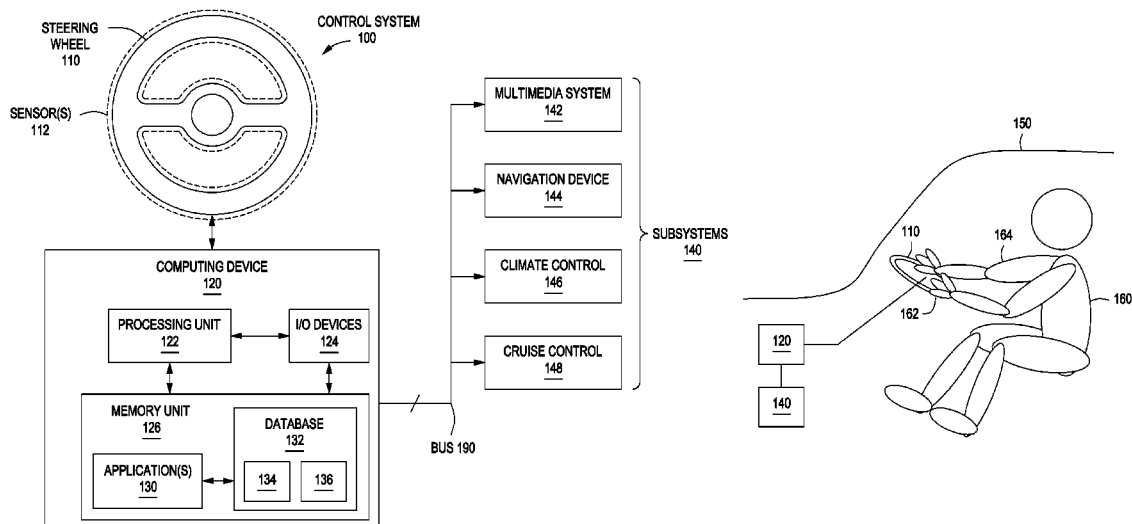 STEERING
WHEEL
110
CONTROL SYSTEM
100
SENSOR(S)
112
COMPUTING DEVICE
120
PROCESSING UNIT
122
I/O DEVICES
124
MEMORY UNIT
126
DATABASE
132
APPLICATION(S)
130
134
136
BUS 190
MULTIMEDIA SYSTEM
142
NAVIGATION DEVICE
144
CLIMATE CONTROL
146
CRUISE CONTROL
148
SUBSYSTEMS
140
150
110
164
162
160
120
140